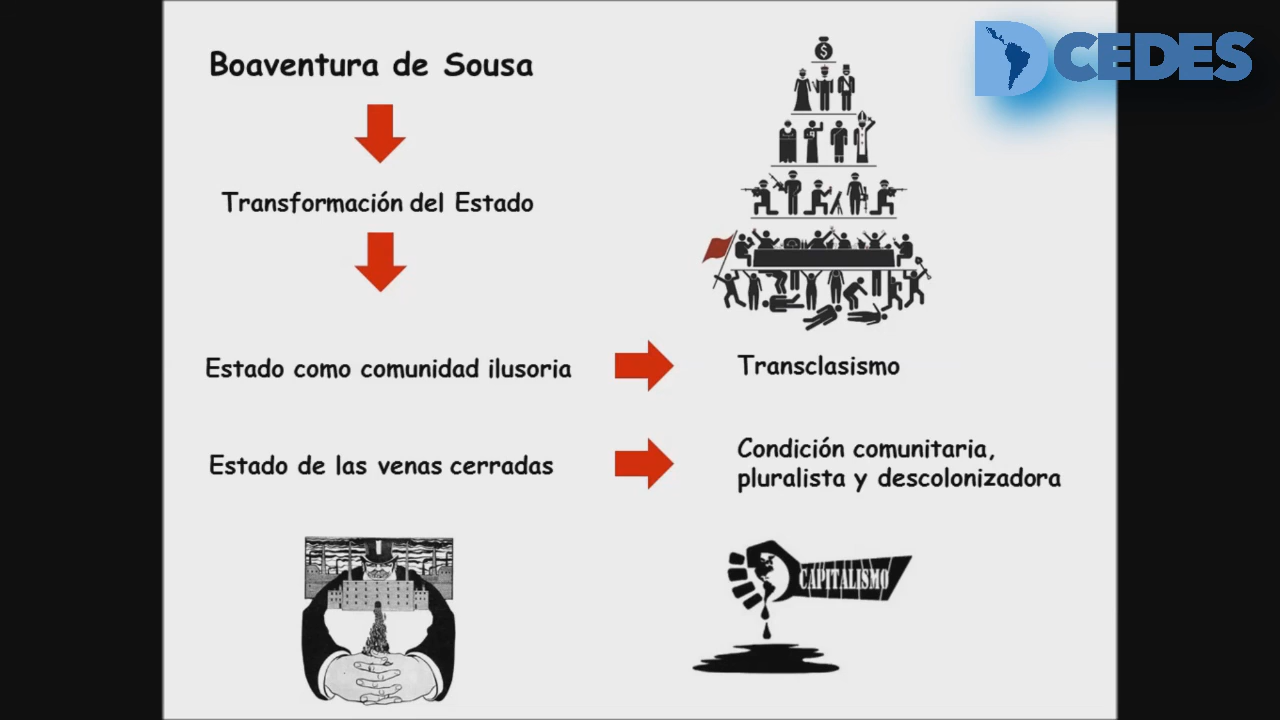 Boaventura de Sousa
DCEDES
$
Transformación del Estado
Estado como comunidad ilusoria
Transclasismo
Estado de las venas cerradas
Condición comunitaria,
pluralista y descolonizadora
CAPITALISMO